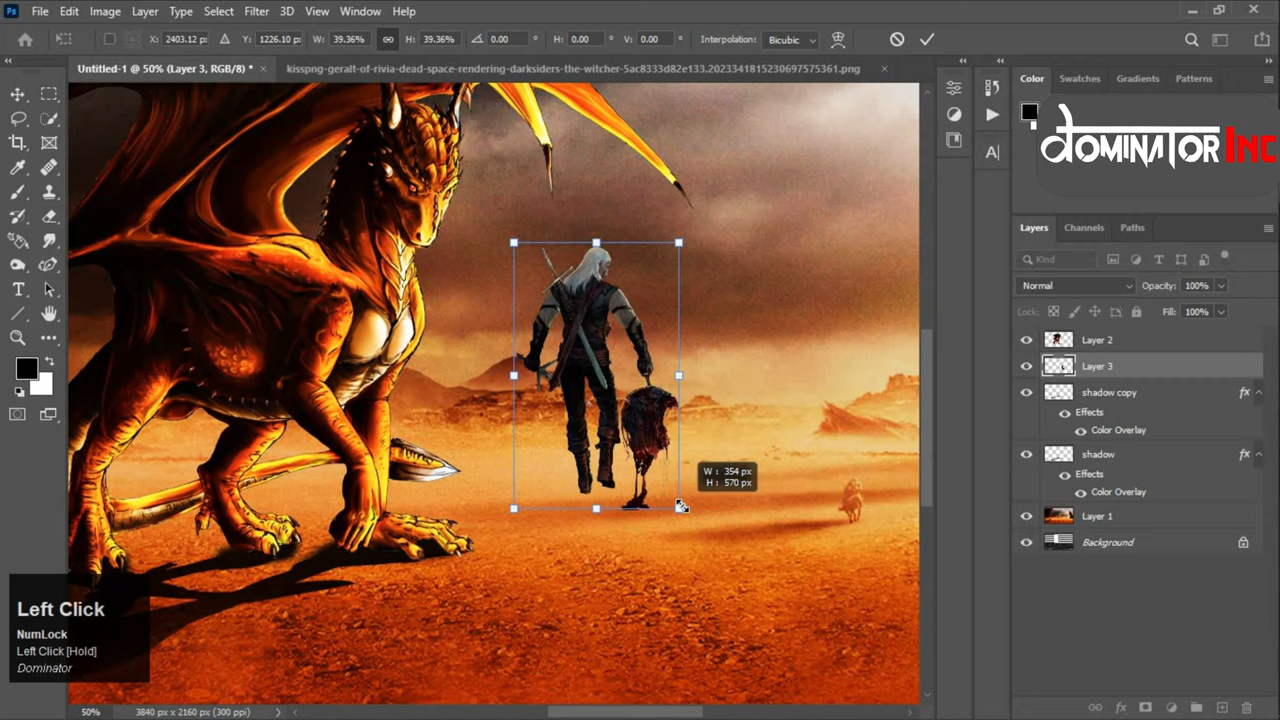 Ps File Edit Image Layer Type Select Filter 3D View Window Help
X: 2403.12 p: Y: 1226.10 p: W: 39.36% H: 39.36% 0.00 ° H: 0.00 ° V: 0.00 ° Interpolation: Bicubic
Untitled-1 @ 50% (Layer 3, RGB/8) * × kisspng-geralt-of-rivia-dead-space-rendering-darksiders-the-witcher-5ac8333d82e133.2023341815230697575361.png ×
Color Swatches Gradients Patterns
DOMINATOR INC
Layers Channels Paths
Kind
Normal Opacity: 100%
Lock: Fill: 100%
Layer 2
Layer 3
shadow copy fx
Effects
Color Overlay
shadow fx
Effects
Color Overlay
Layer 1
Background
W : 354 px
H : 570 px
Left Click
NumLock
Left Click [Hold]
Dominator
50% 3840 px x 2160 px (300 ppi)